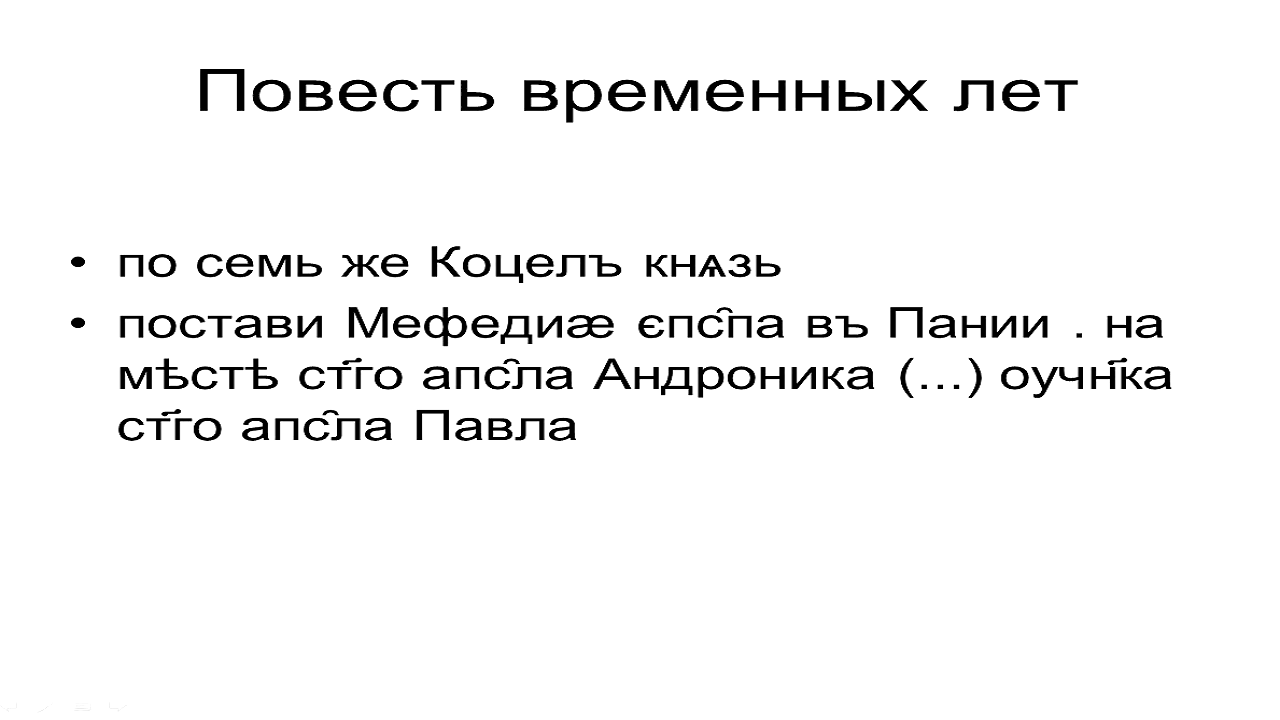 Повесть временных лет
• по семь же Коцелъ кнѧзь
• постави Мефедиæ єпс҃па въ Пании . на
мѣстѣ ст҃го апс҃ла Андроника (...) оучн҃ка
ст҃го апс҃ла Павла